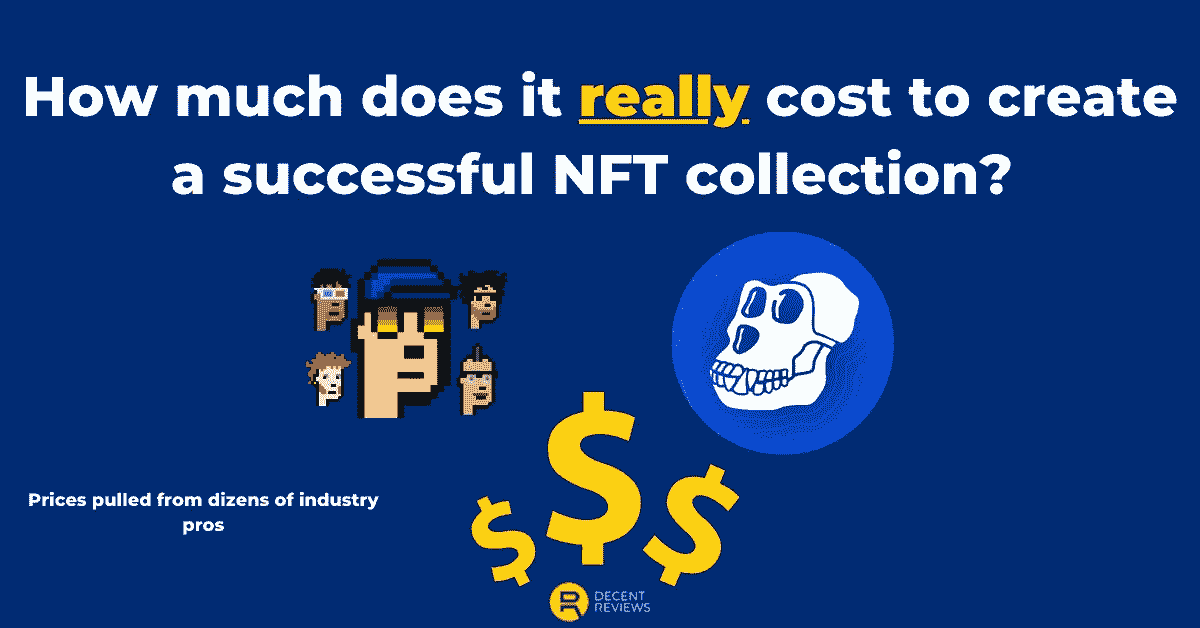 How much does it really cost to create
a successful NFT collection?
Prices pulled from dizens of industry
pros
DECENT
REVIEWS